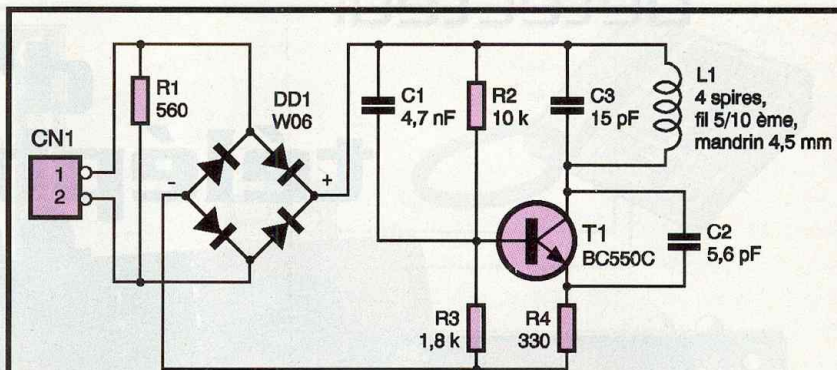 R1
560
CN1
1
2
DD1
W06
-
+
C1
4,7 nF
R2
10 k
C3
15 pF
L1
4 spires,
fil 5/10 ème,
mandrin 4,5 mm
T1
BC550C
C2
5,6 pF
R3
1,8 k
R4
330